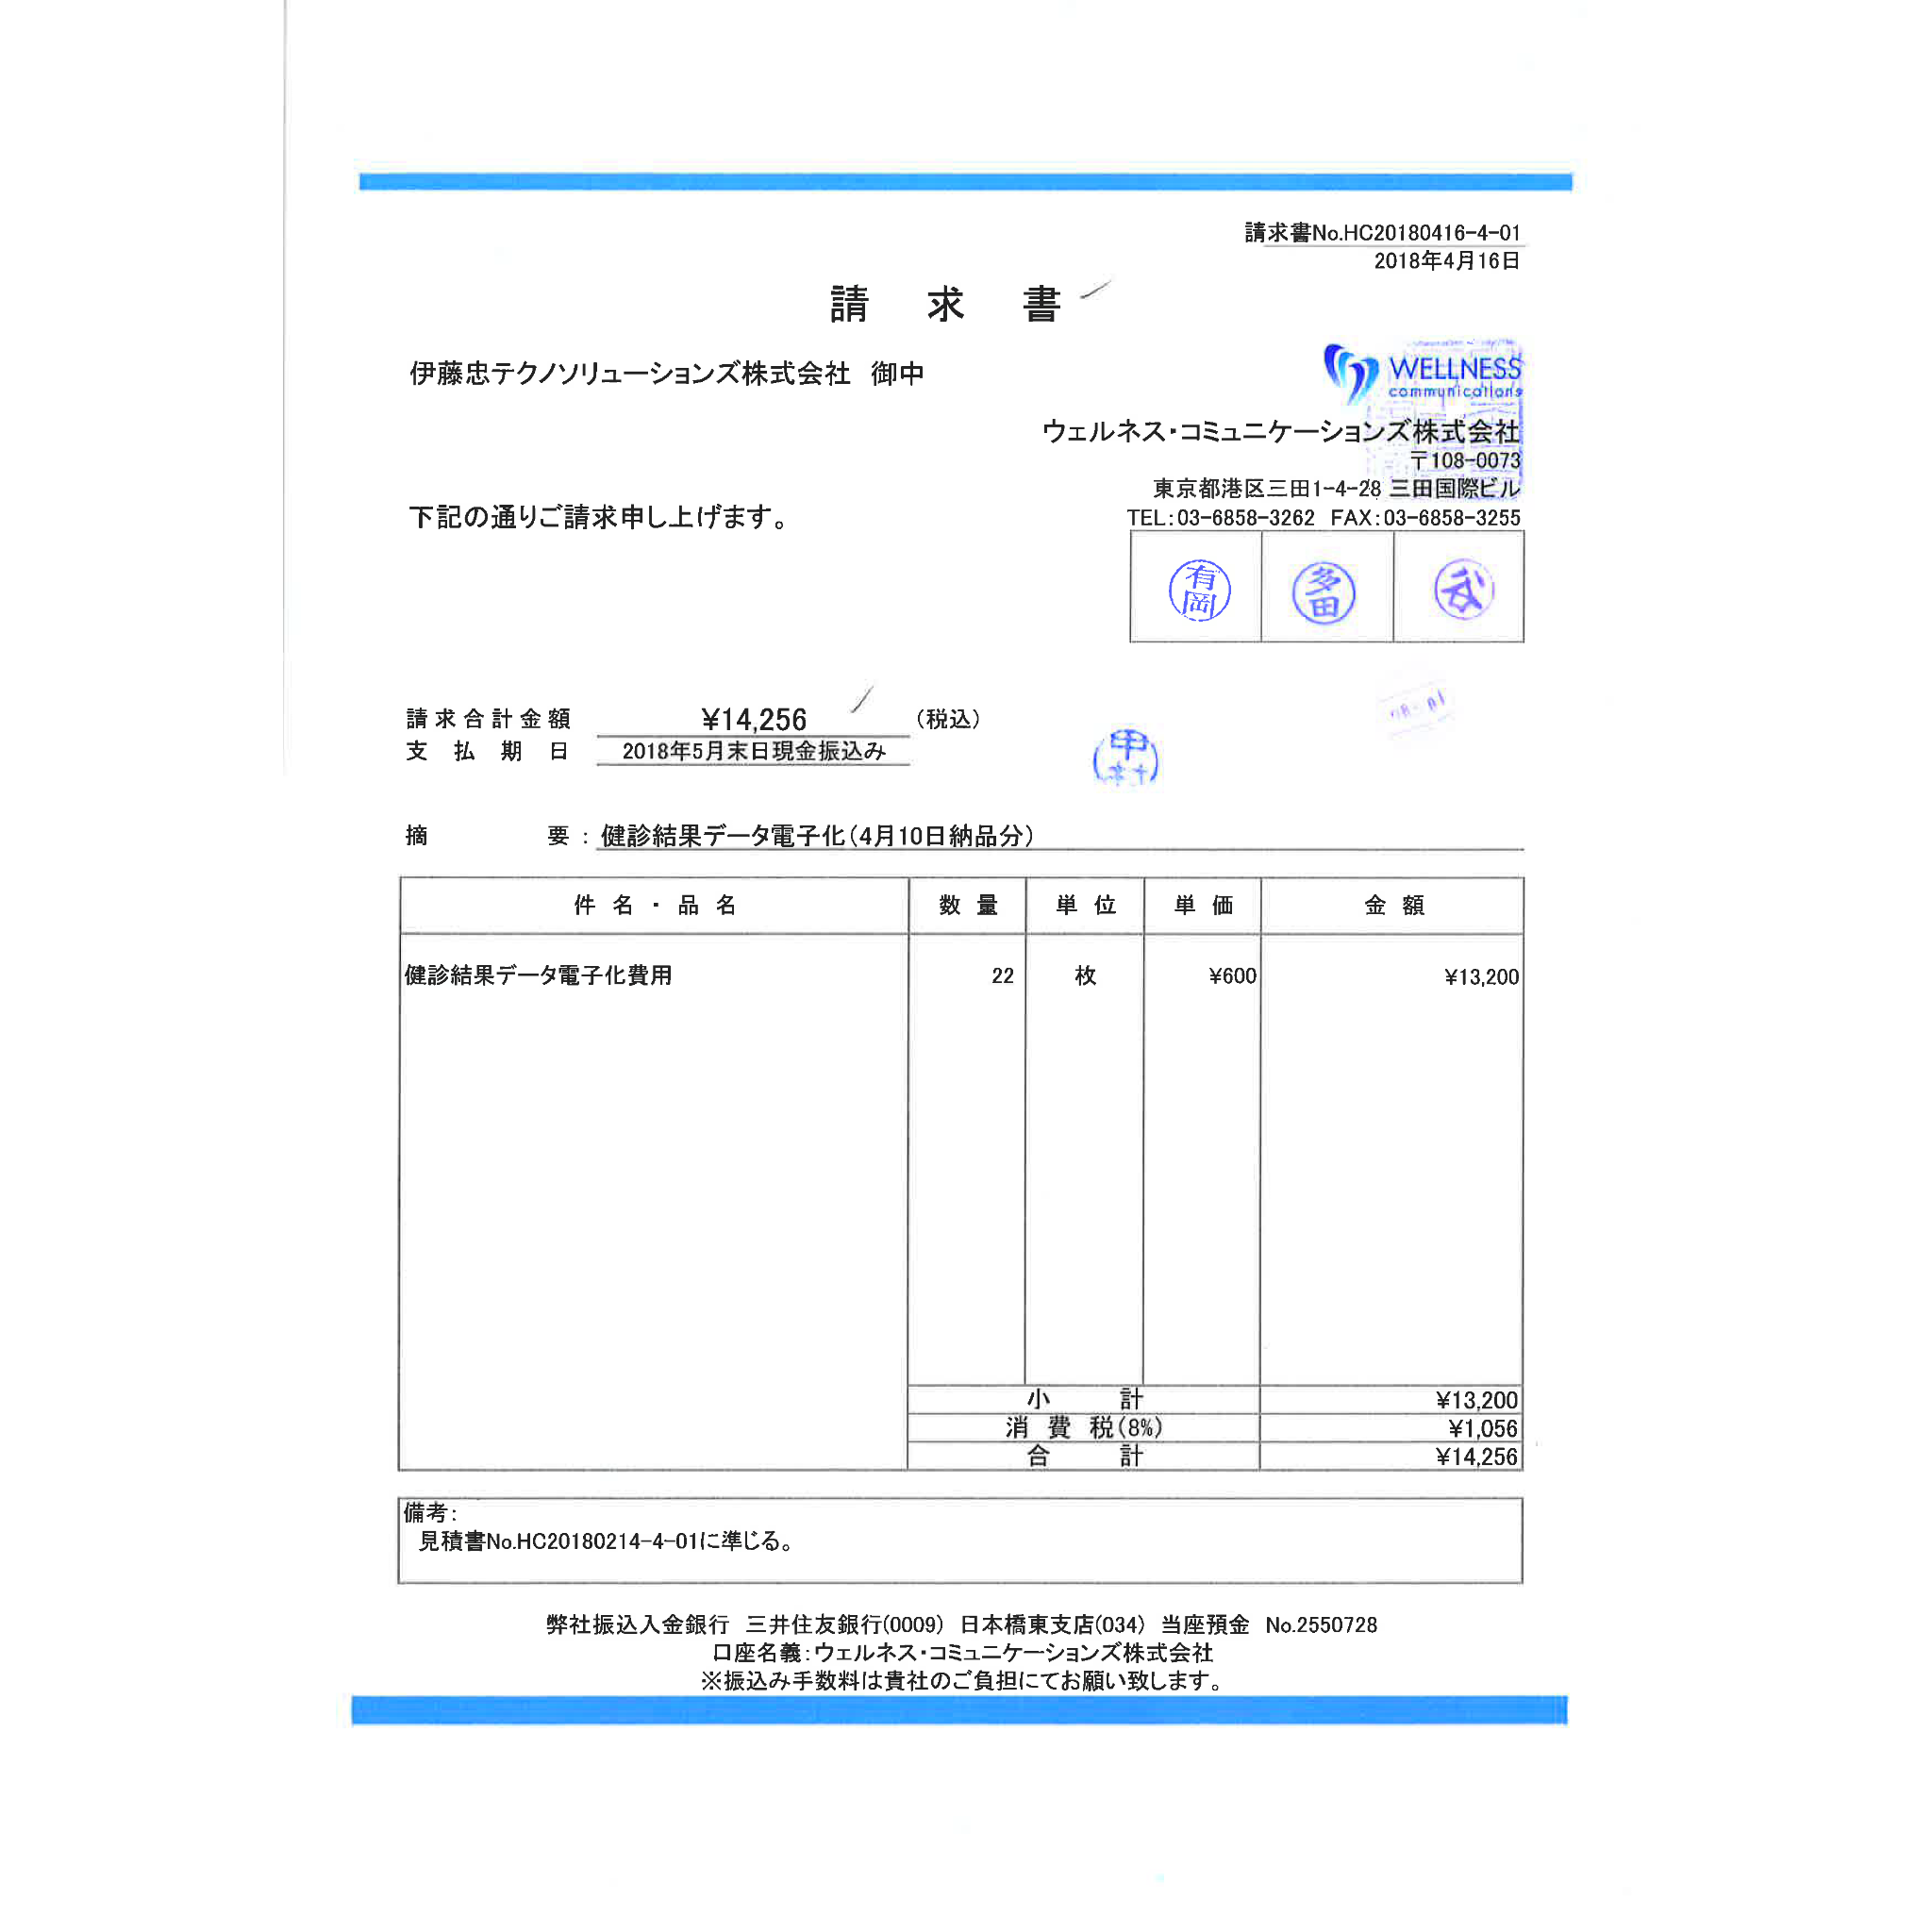 請求書No.HC20180416-4-01
2018年4月16日
請求書
伊藤忠テクノソリューションズ株式会社 御中
WELLNESS
communications
ウェルネス・コミュニケーションズ株式会社
〒108-0073
東京都港区三田1-4-28 三田国際ビル
下記の通りご請求申し上げます。
TEL:03-6858-3262 FAX:03-6858-3255
有岡 多田
請求合計金額 ¥14,256 (税込)
支払期日 2018年5月末日現金振込み
摘要:健診結果データ電子化(4月10日納品分)
件名・品名 数量 単位 単価 金額
健診結果データ電子化費用 22 枚 ¥600 ¥13,200
小計 ¥13,200
消費税(8%) ¥1,056
合計 ¥14,256
備考:
見積書No.HC20180214-4-01に準じる。
弊社振込入金銀行 三井住友銀行(0009) 日本橋東支店(034) 当座預金 No.2550728
口座名義:ウェルネス・コミュニケーションズ株式会社
※振込み手数料は貴社のご負担にてお願い致します。